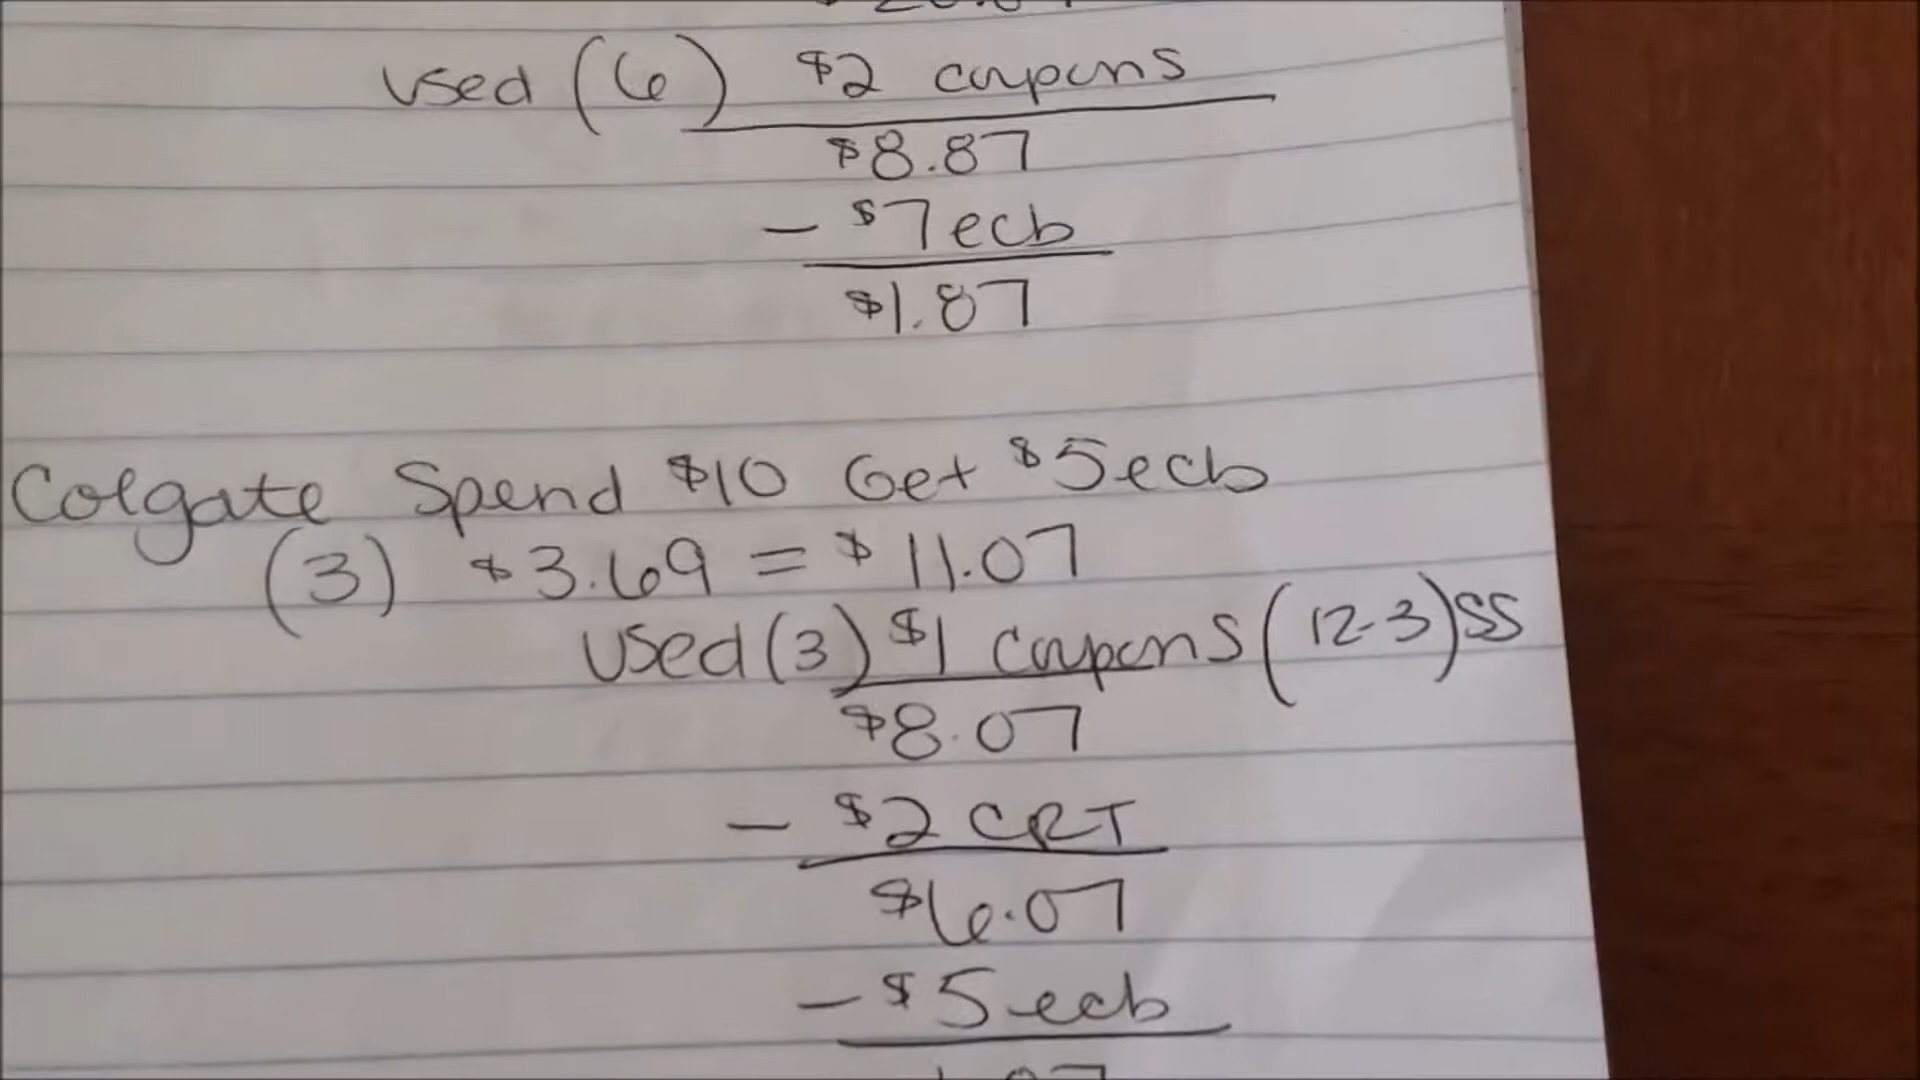 Used (6) $2 coupons
$8.87
- $7 ecb
$1.87
Colgate Spend $10 Get $5 ecb
(3) $3.69 = $11.07
Used (3) $1 coupons (12-3) SS
$8.07
- $2 CRT
$6.07
- $5 ecb